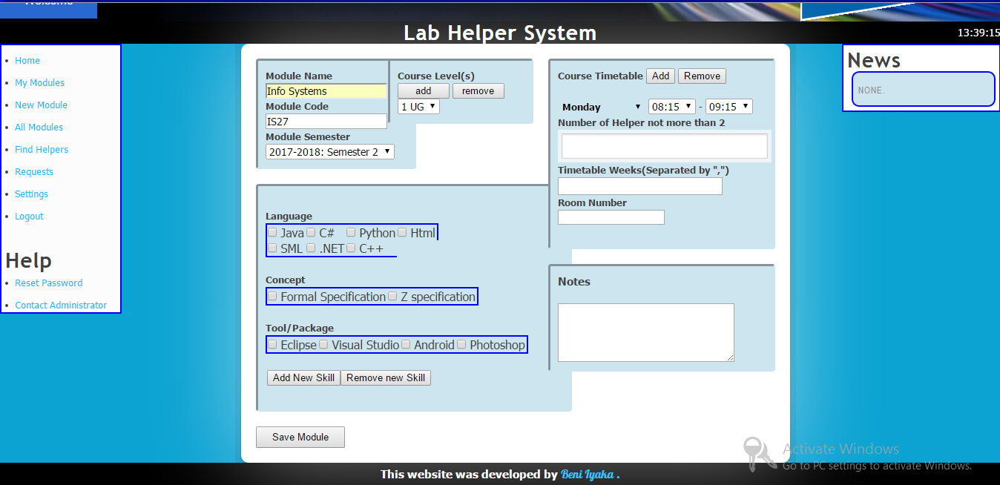 Welcome
Lab Helper System
13:39:15
Home
My Modules
New Module
All Modules
Find Helpers
Requests
Settings
Logout
Help
Reset Password
Contact Administrator
Module Name
Info Systems
Module Code
IS27
Module Semester
2017-2018: Semester 2
Course Level(s)
add remove
1 UG
Language
Java C# Python Html
SML .NET C++
Concept
Formal Specification Z specification
Tool/Package
Eclipse Visual Studio Android Photoshop
Add New Skill Remove new Skill
Save Module
Course Timetable Add Remove
Monday 08:15 - 09:15
Number of Helper not more than 2
Timetable Weeks(Separated by ",")
Room Number
Notes
News
NONE.
Activate Windows
Go to PC settings to activate Windows.
This website was developed by Beni Iyaka .